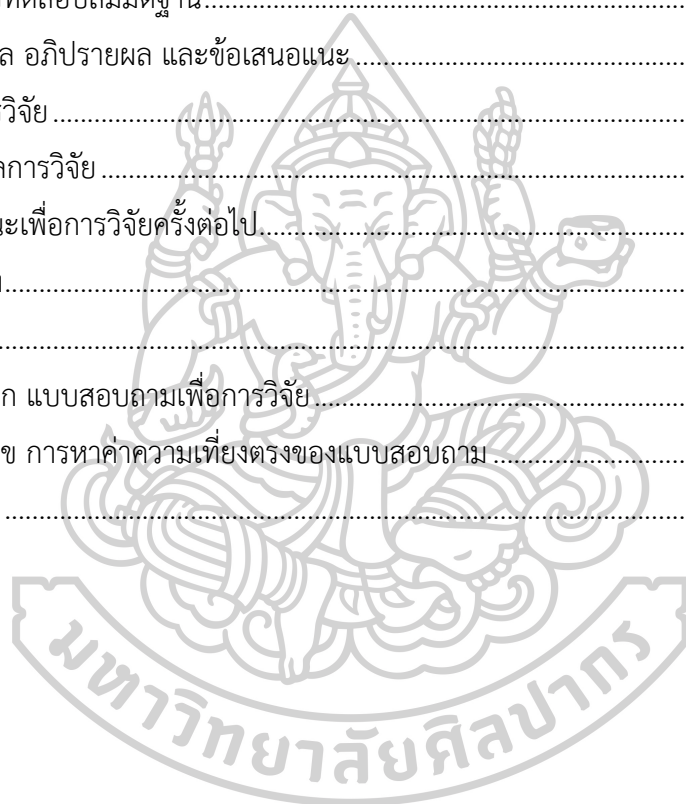 ทดสอบสมมติฐาน
ล อภิปรายผล และข้อเสนอแนะ
รวิจัย
ลการวิจัย
นะเพื่อการวิจัยครั้งต่อไป
ก แบบสอบถามเพื่อการวิจัย
ข การหาค่าความเที่ยงตรงของแบบสอบถาม
มหาวิทยาลัยศิลปากร